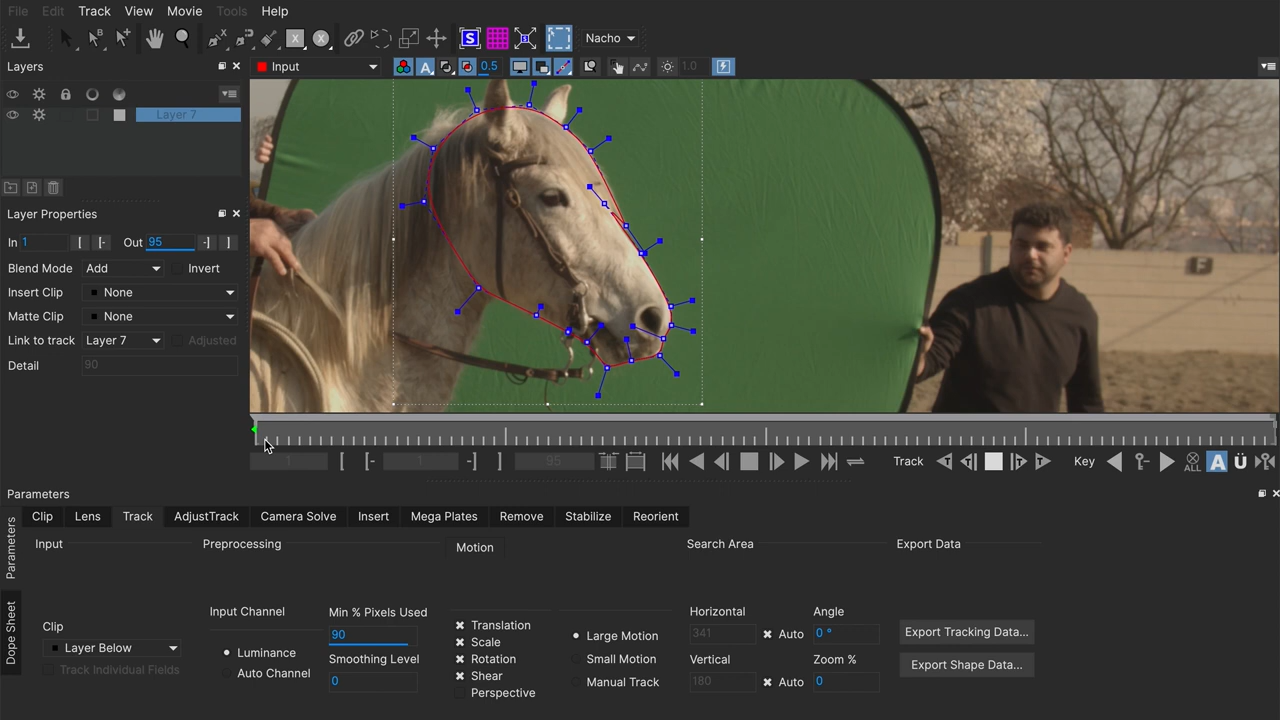 File Edit Track View Movie Tools Help
Nacho
Layers
Input
0.5
1.0
Layer 7
Layer Properties
In 1 Out 95
Blend Mode Add Invert
Insert Clip None
Matte Clip None
Link to track Layer 7 Adjusted
Detail 90
F
1 1 95 Track Key ALL A
Parameters
Clip Lens Track AdjustTrack Camera Solve Insert Mega Plates Remove Stabilize Reorient
Parameters
Dope Sheet
Input Preprocessing Motion Search Area Export Data
Input Channel Min % Pixels Used Horizontal Angle
Clip 90 Translation Large Motion 341 Auto 0 ° Export Tracking Data...
Layer Below Luminance Smoothing Level Scale Small Motion Vertical Zoom % Export Shape Data...
Track Individual Fields Auto Channel 0 Rotation Manual Track 180 Auto 0
Shear
Perspective